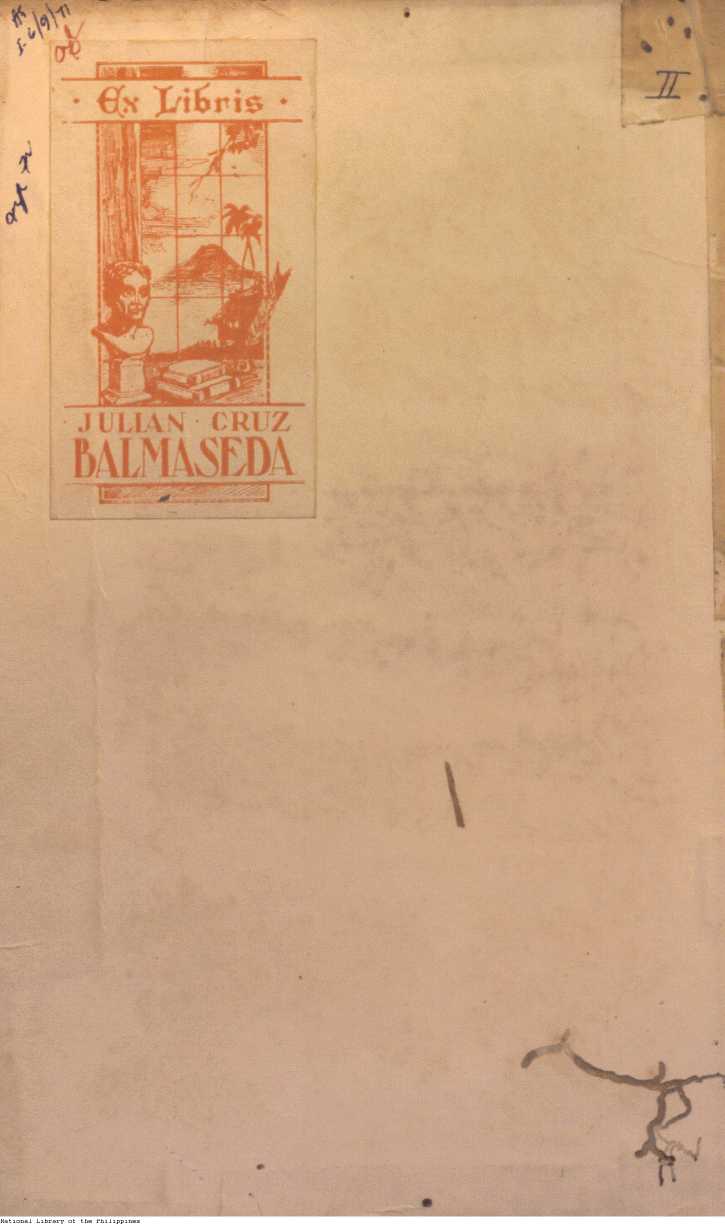 II
· Ex Libris ·
· JULIAN · CRUZ
BALMASEDA
National Library of the Philippines